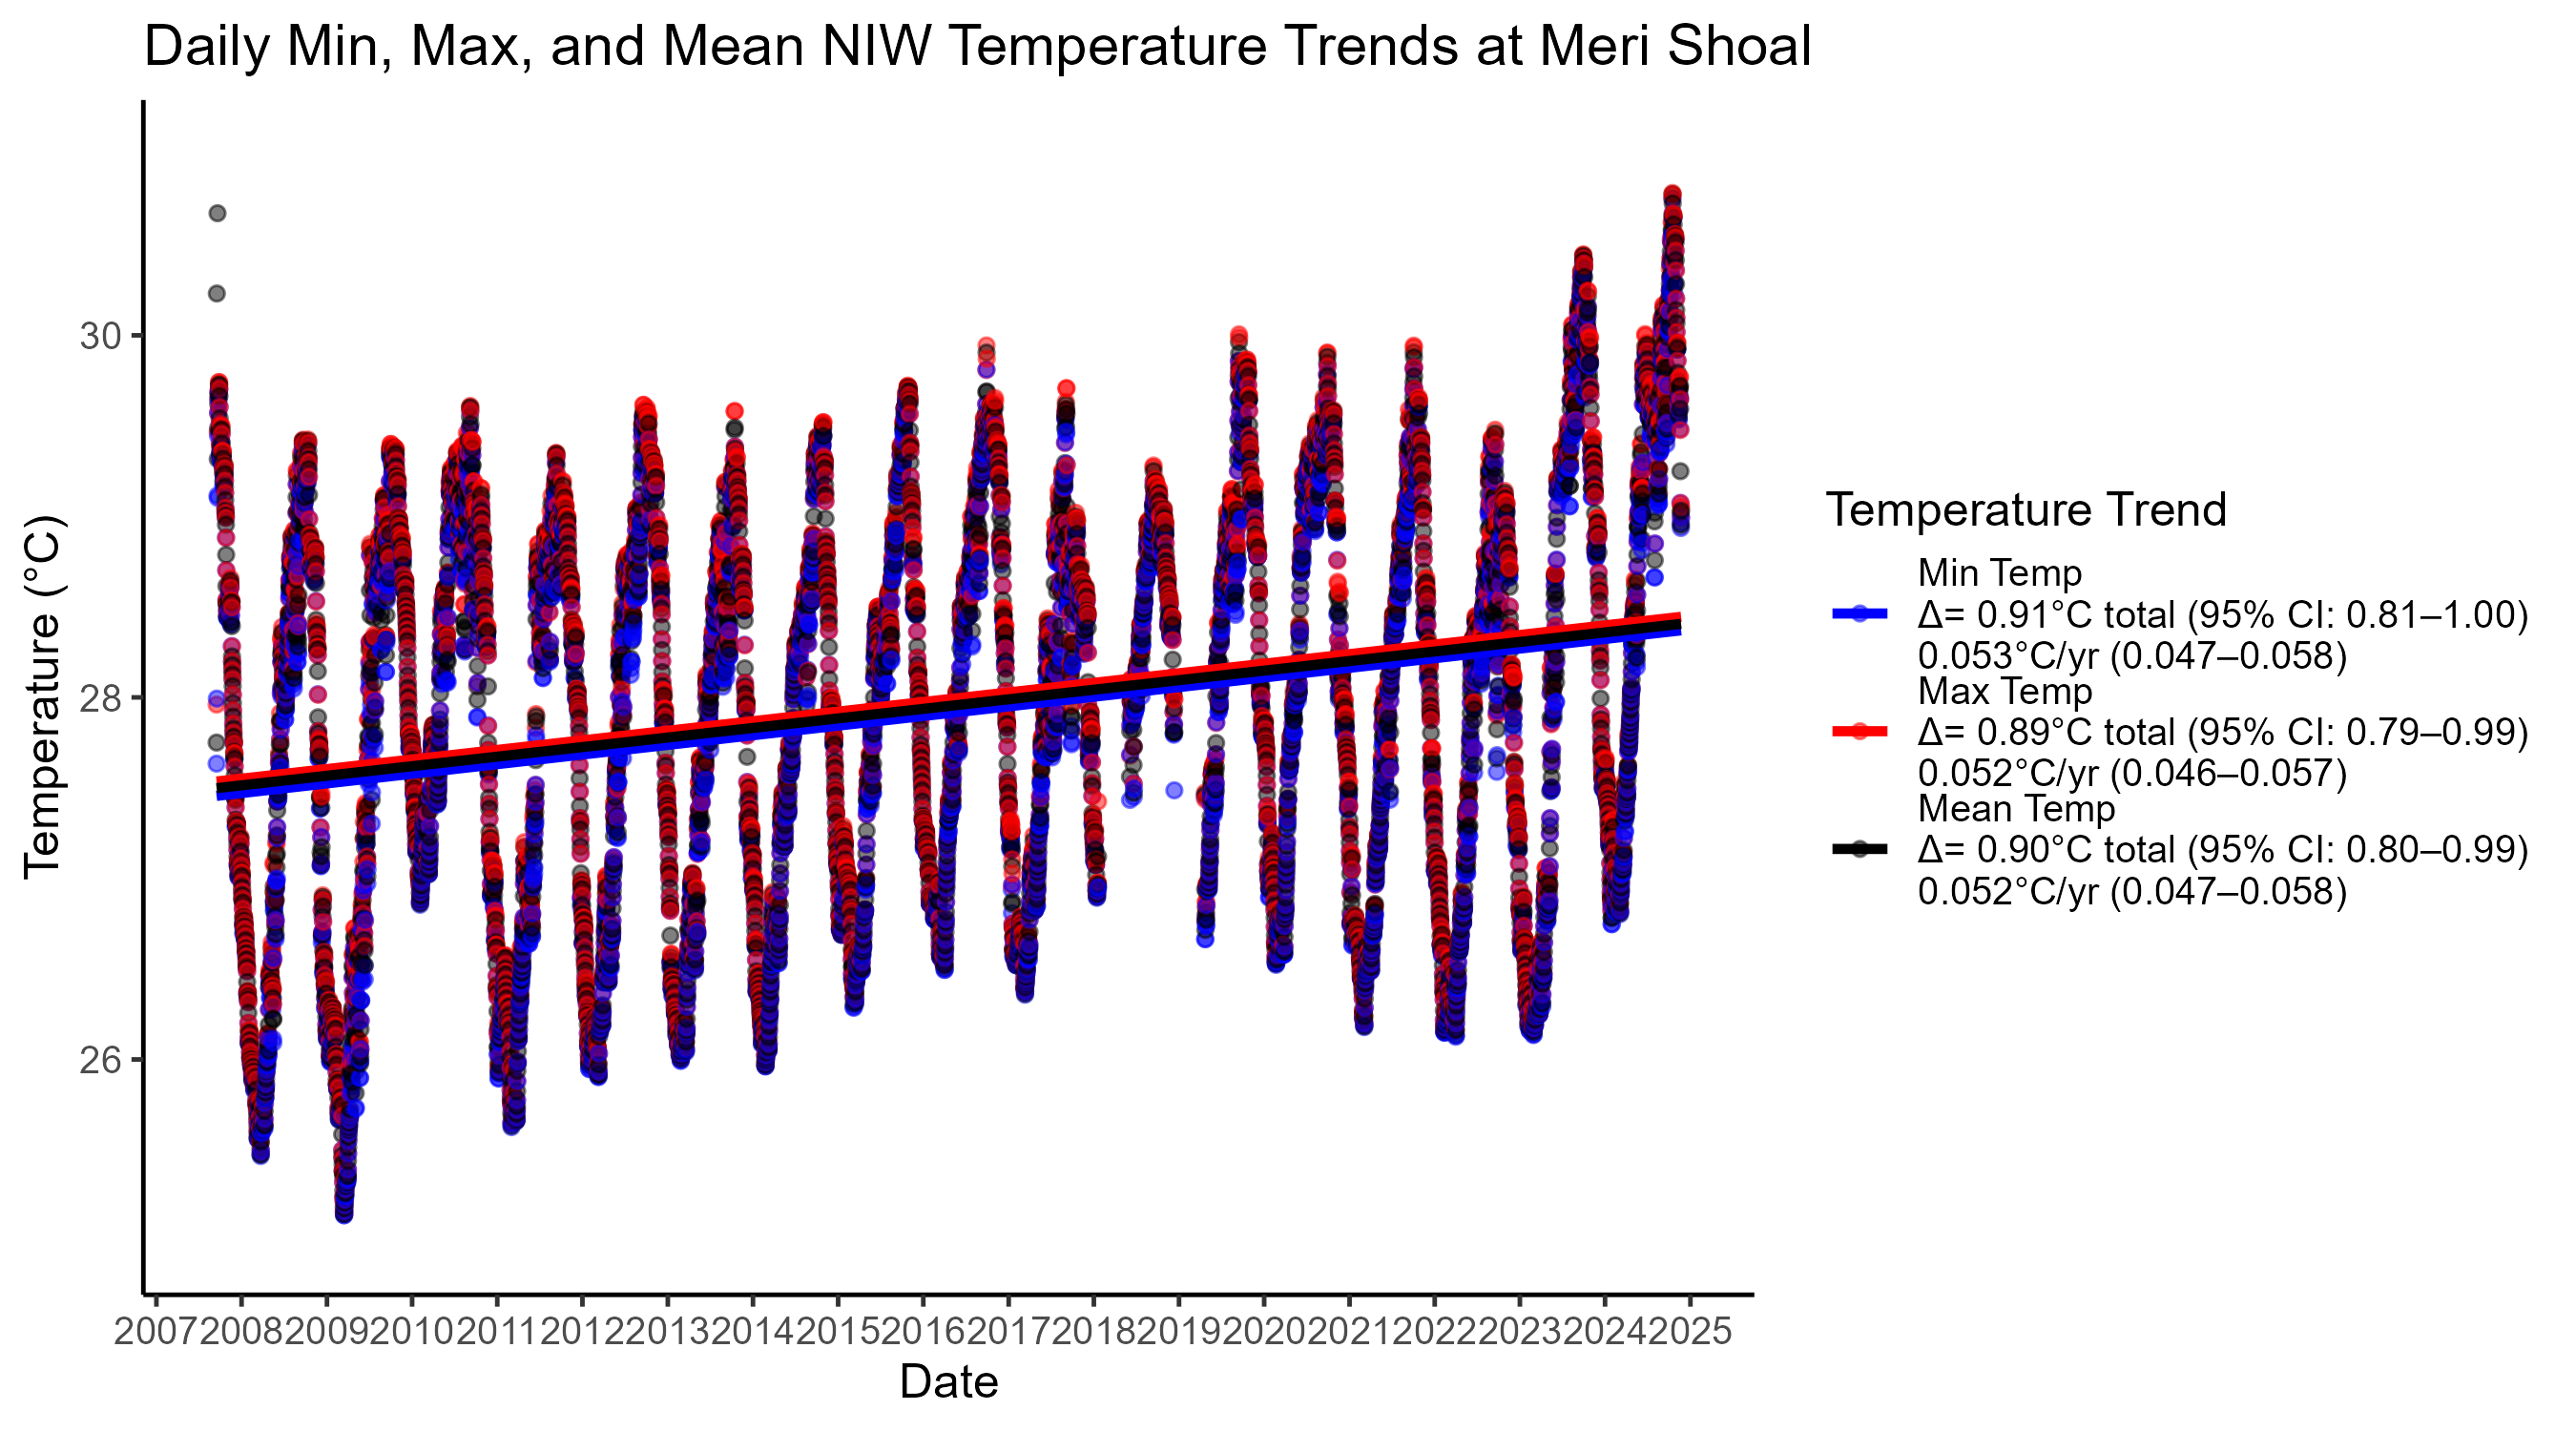 Daily Min, Max, and Mean NIW Temperature Trends at Meri Shoal
Temperature (°C)
30
28
26
2007 2008 2009 2010 2011 2012 2013 2014 2015 2016 2017 2018 2019 2020 2021 2022 2023 2024 2025
Date
Temperature Trend
Min Temp
Δ= 0.91°C total (95% CI: 0.81–1.00)
0.053°C/yr (0.047–0.058)
Max Temp
Δ= 0.89°C total (95% CI: 0.79–0.99)
0.052°C/yr (0.046–0.057)
Mean Temp
Δ= 0.90°C total (95% CI: 0.80–0.99)
0.052°C/yr (0.047–0.058)